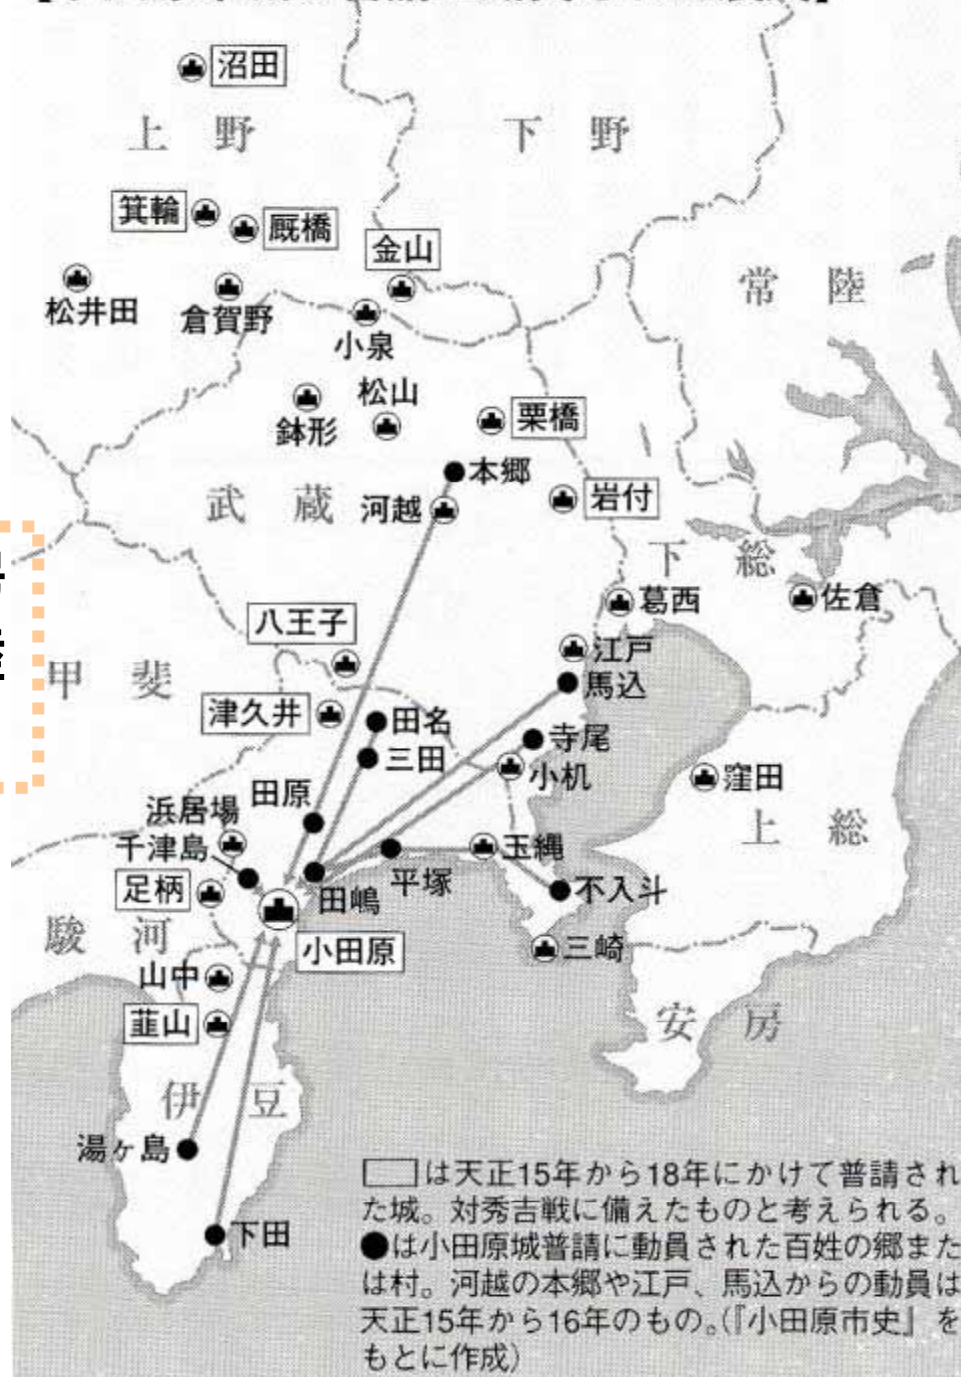 沼田
上野
下野
箕輪
厩橋
金山
常陸
松井田
倉賀野
小泉
松山
鉢形
栗橋
本郷
武蔵
河越
岩付
下総
葛西
佐倉
八王子
江戸
甲斐
馬込
津久井
田名
寺尾
三田
小机
窪田
田原
浜居場
上総
千津島
玉縄
足柄
平塚
田嶋
不入斗
駿河
小田原
三崎
山中
韮山
安房
伊豆
湯ヶ島
下田
は天正15年から18年にかけて普請され
た城。対秀吉戦に備えたものと考えられる。
●は小田原城普請に動員された百姓の郷また
は村。河越の本郷や江戸、馬込からの動員は
天正15年から16年のもの。(『小田原市史』を
もとに作成)